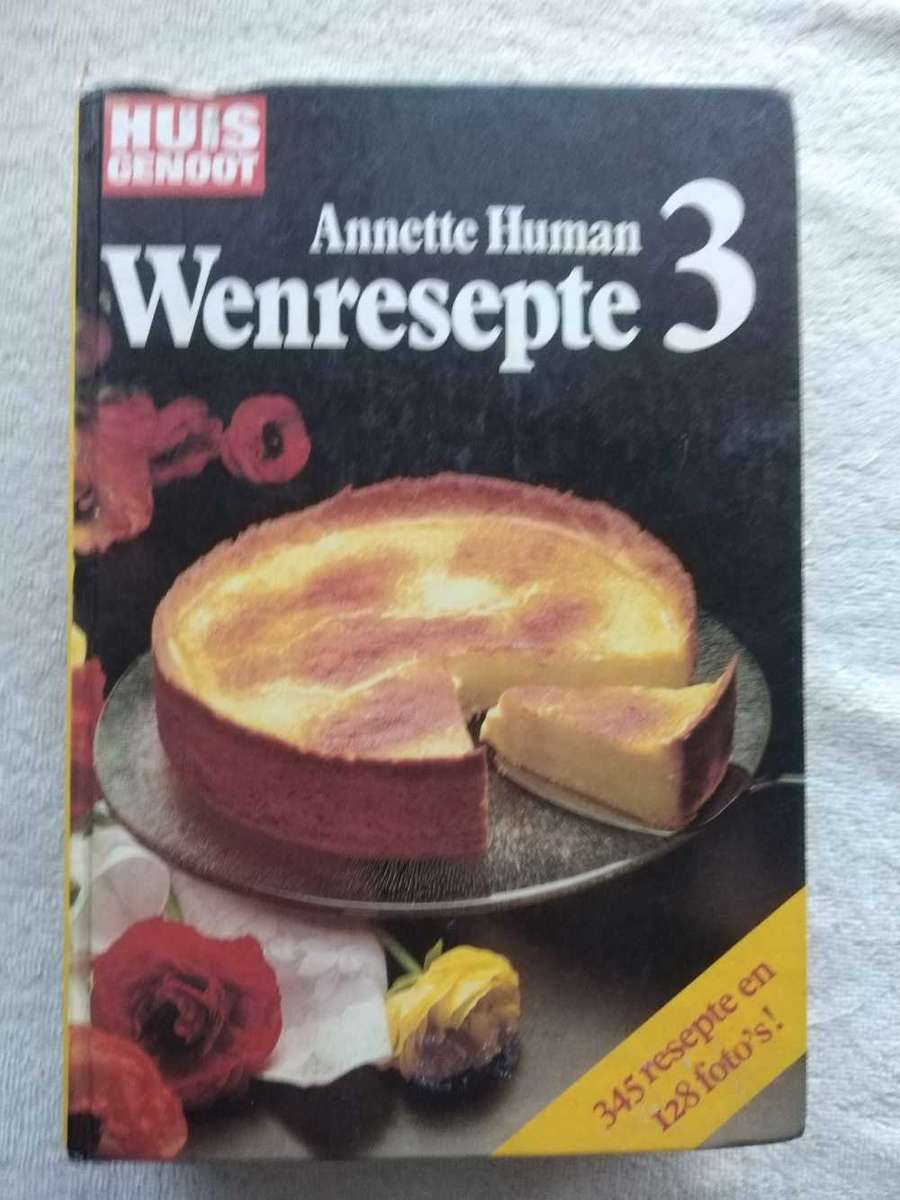 HUIS
GENOOT
Annette Human
Wenresepte 3
345 resepte en
128 foto's!